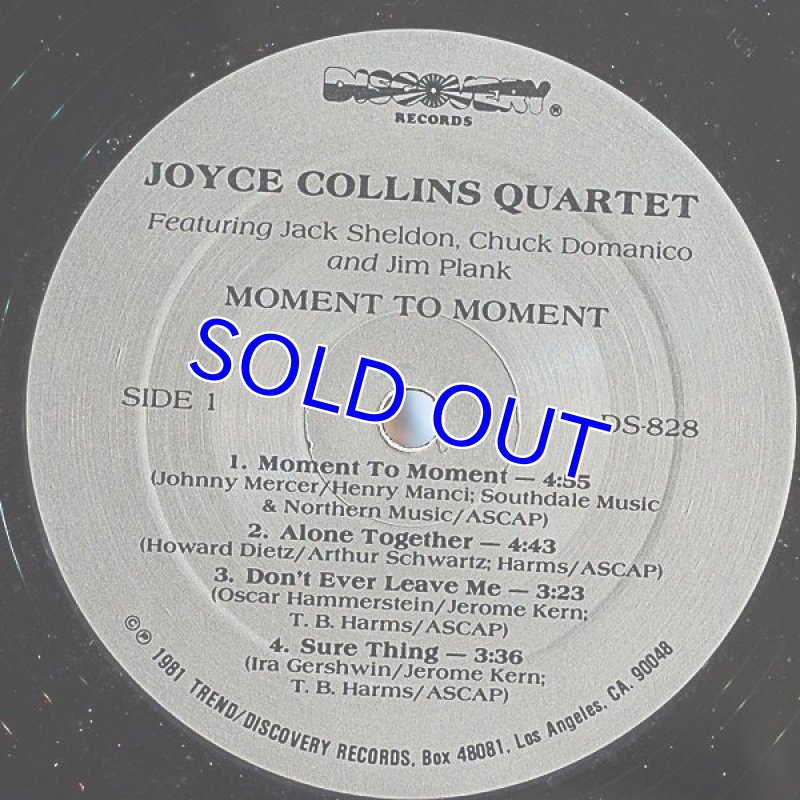 DISCOVERY®
RECORDS
JOYCE COLLINS QUARTET
Featuring Jack Sheldon, Chuck Domanico
and Jim Plank
MOMENT TO MOMENT
SOLD OUT
SIDE 1
DS-828
1. Moment To Moment — 4:55
(Johnny Mercer/Henry Manci; Southdale Music
& Northern Music/ASCAP)
2. Alone Together — 4:43
(Howard Dietz/Arthur Schwartz; Harms/ASCAP)
3. Don't Ever Leave Me — 3:23
(Oscar Hammerstein/Jerome Kern;
T. B. Harms/ASCAP)
4. Sure Thing — 3:36
(Ira Gershwin/Jerome Kern;
T. B. Harms/ASCAP)
©℗ 1981 TREND/DISCOVERY RECORDS, Box 48081, Los Angeles, CA. 90048